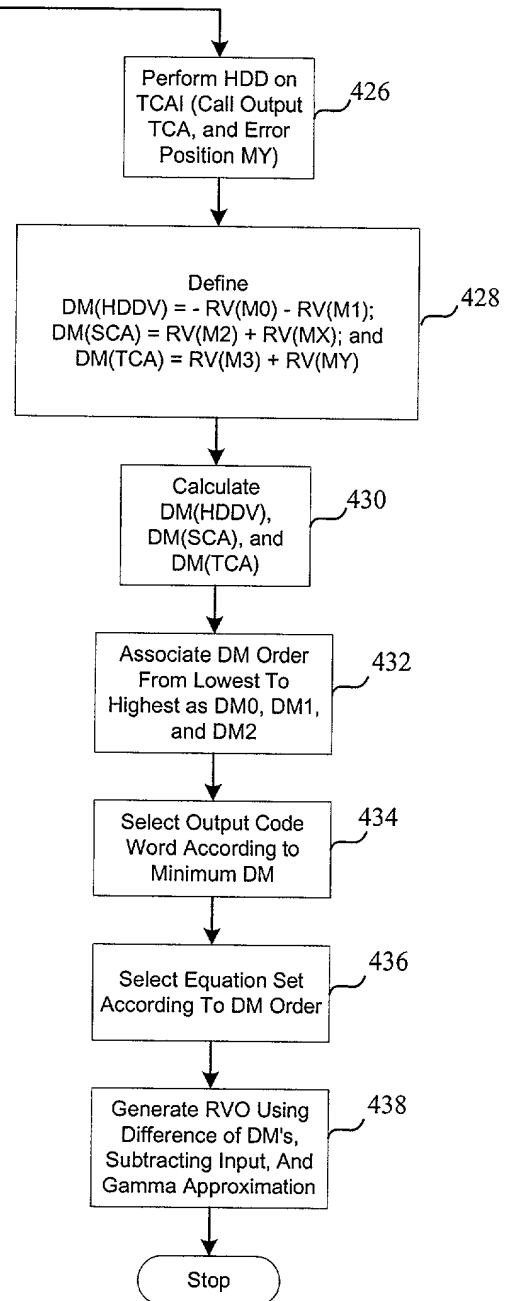 Perform HDD on
TCAI (Call Output
TCA, and Error
Position MY)
426
Define
DM(HDDV) = - RV(M0) - RV(M1);
DM(SCA) = RV(M2) + RV(MX); and
DM(TCA) = RV(M3) + RV(MY)
428
Calculate
DM(HDDV),
DM(SCA), and
DM(TCA)
430
Associate DM Order
From Lowest To
Highest as DM0, DM1,
and DM2
432
Select Output Code
Word According to
Minimum DM
434
Select Equation Set
According To DM Order
436
Generate RVO Using
Difference of DM's,
Subtracting Input, And
Gamma Approximation
438
Stop